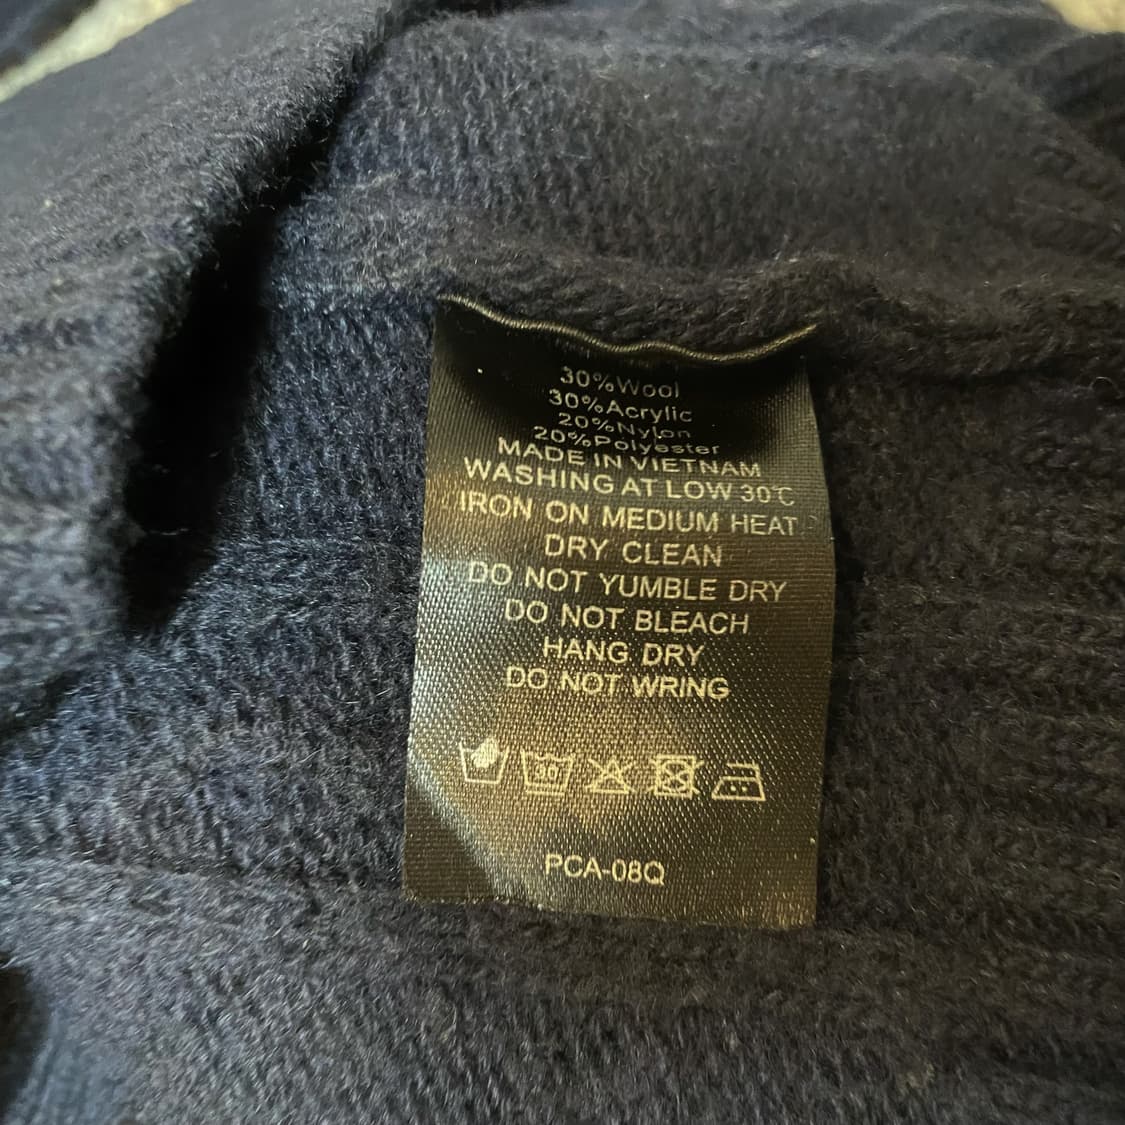 30%Wool
30%Acrylic
20%Nylon
20%Polyester
MADE IN VIETNAM
WASHING AT LOW 30℃
IRON ON MEDIUM HEAT
DRY CLEAN
DO NOT YUMBLE DRY
DO NOT BLEACH
HANG DRY
DO NOT WRING
30°
PCA-08Q